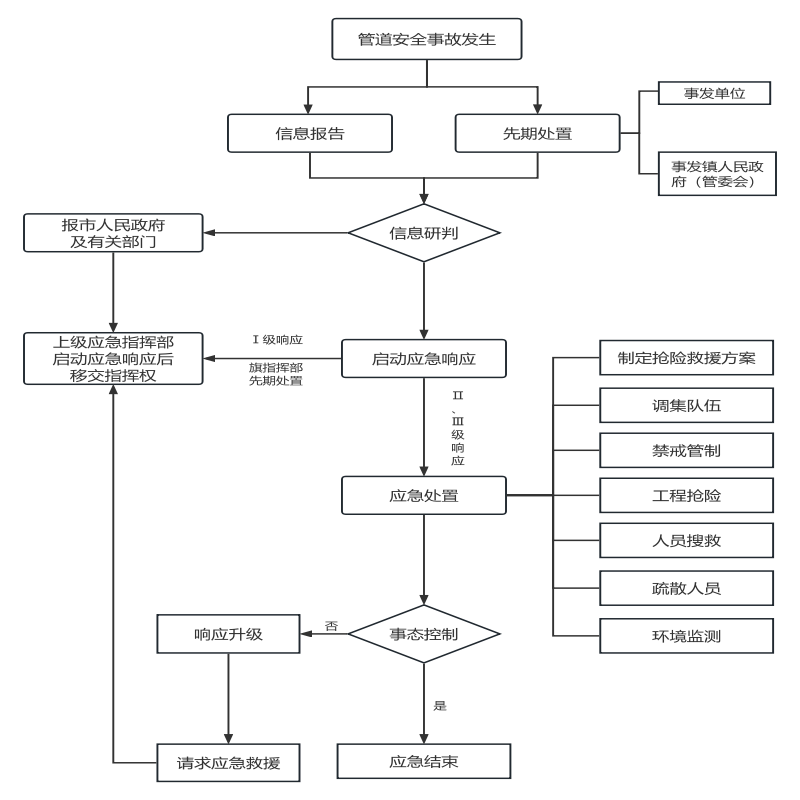 管道安全事故发生
信息报告
先期处置
事发单位
事发镇人民政
府（管委会）
信息研判
报市人民政府
及有关部门
上级应急指挥部
启动应急响应后
移交指挥权
Ⅰ 级响应
旗指挥部
先期处置
启动应急响应
Ⅱ
、
Ⅲ
级
响
应
制定抢险救援方案
调集队伍
禁戒管制
工程抢险
人员搜救
疏散人员
环境监测
应急处置
事态控制
否
响应升级
是
请求应急救援
应急结束